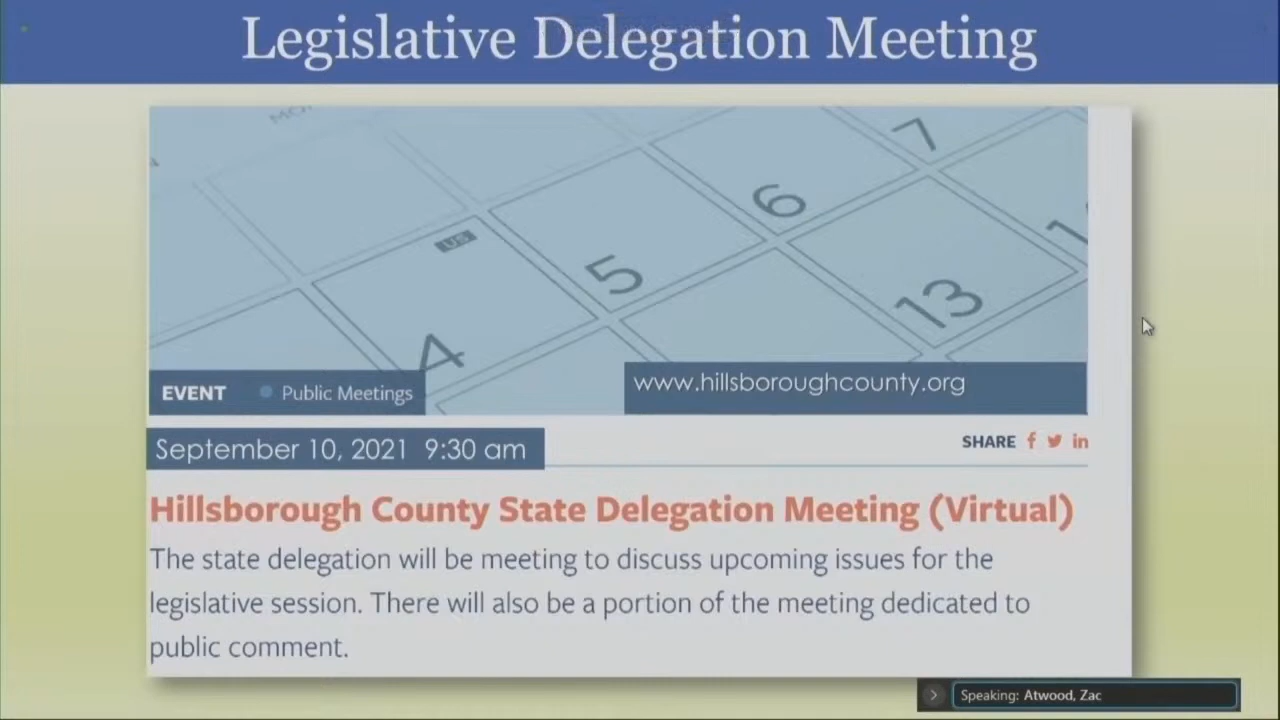 Legislative Delegation Meeting
7
6
US
5
13
4
www.hillsboroughcounty.org
EVENT Public Meetings
September 10, 2021 9:30 am
SHARE f in
Hillsborough County State Delegation Meeting (Virtual)
The state delegation will be meeting to discuss upcoming issues for the
legislative session. There will also be a portion of the meeting dedicated to
public comment.
Speaking: Atwood, Zac